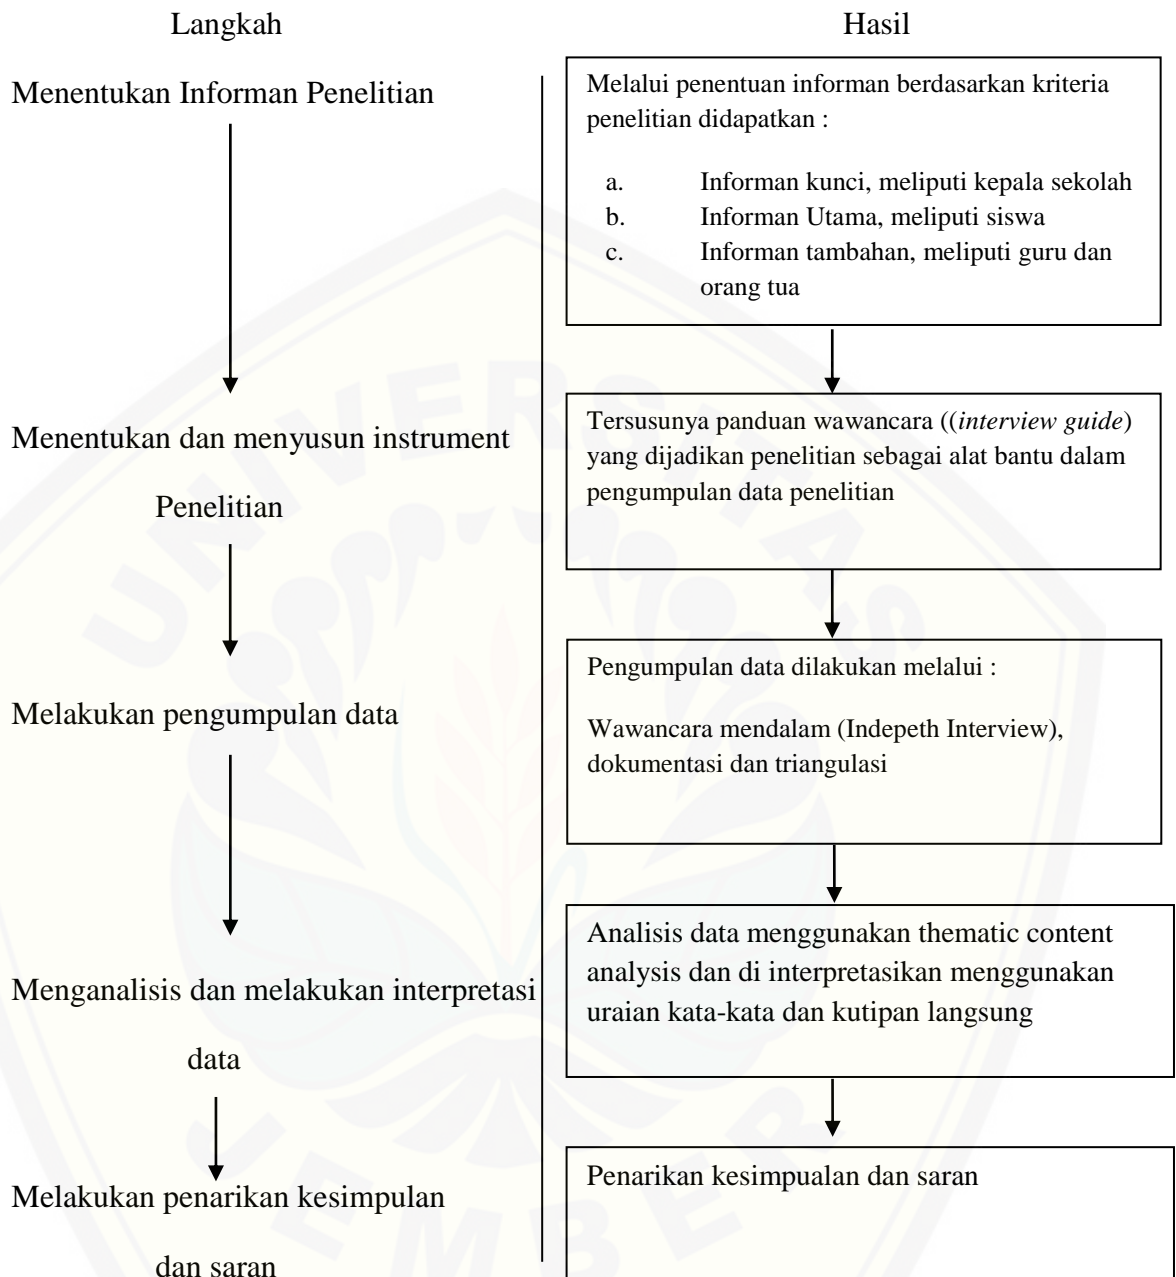 Langkah
Hasil
Menentukan Informan Penelitian
Melalui penentuan informan berdasarkan kriteria
penelitian didapatkan :
a. Informan kunci, meliputi kepala sekolah
b. Informan Utama, meliputi siswa
c. Informan tambahan, meliputi guru dan
orang tua
Menentukan dan menyusun instrument
Penelitian
Tersusunya panduan wawancara ((interview guide)
yang dijadikan penelitian sebagai alat bantu dalam
pengumpulan data penelitian
Melakukan pengumpulan data
Pengumpulan data dilakukan melalui :
Wawancara mendalam (Indepeth Interview),
dokumentasi dan triangulasi
Menganalisis dan melakukan interpretasi
data
Analisis data menggunakan thematic content
analysis dan di interpretasikan menggunakan
uraian kata-kata dan kutipan langsung
Melakukan penarikan kesimpulan
dan saran
Penarikan kesimpualan dan saran
UNIVERSITAS
JEMBER